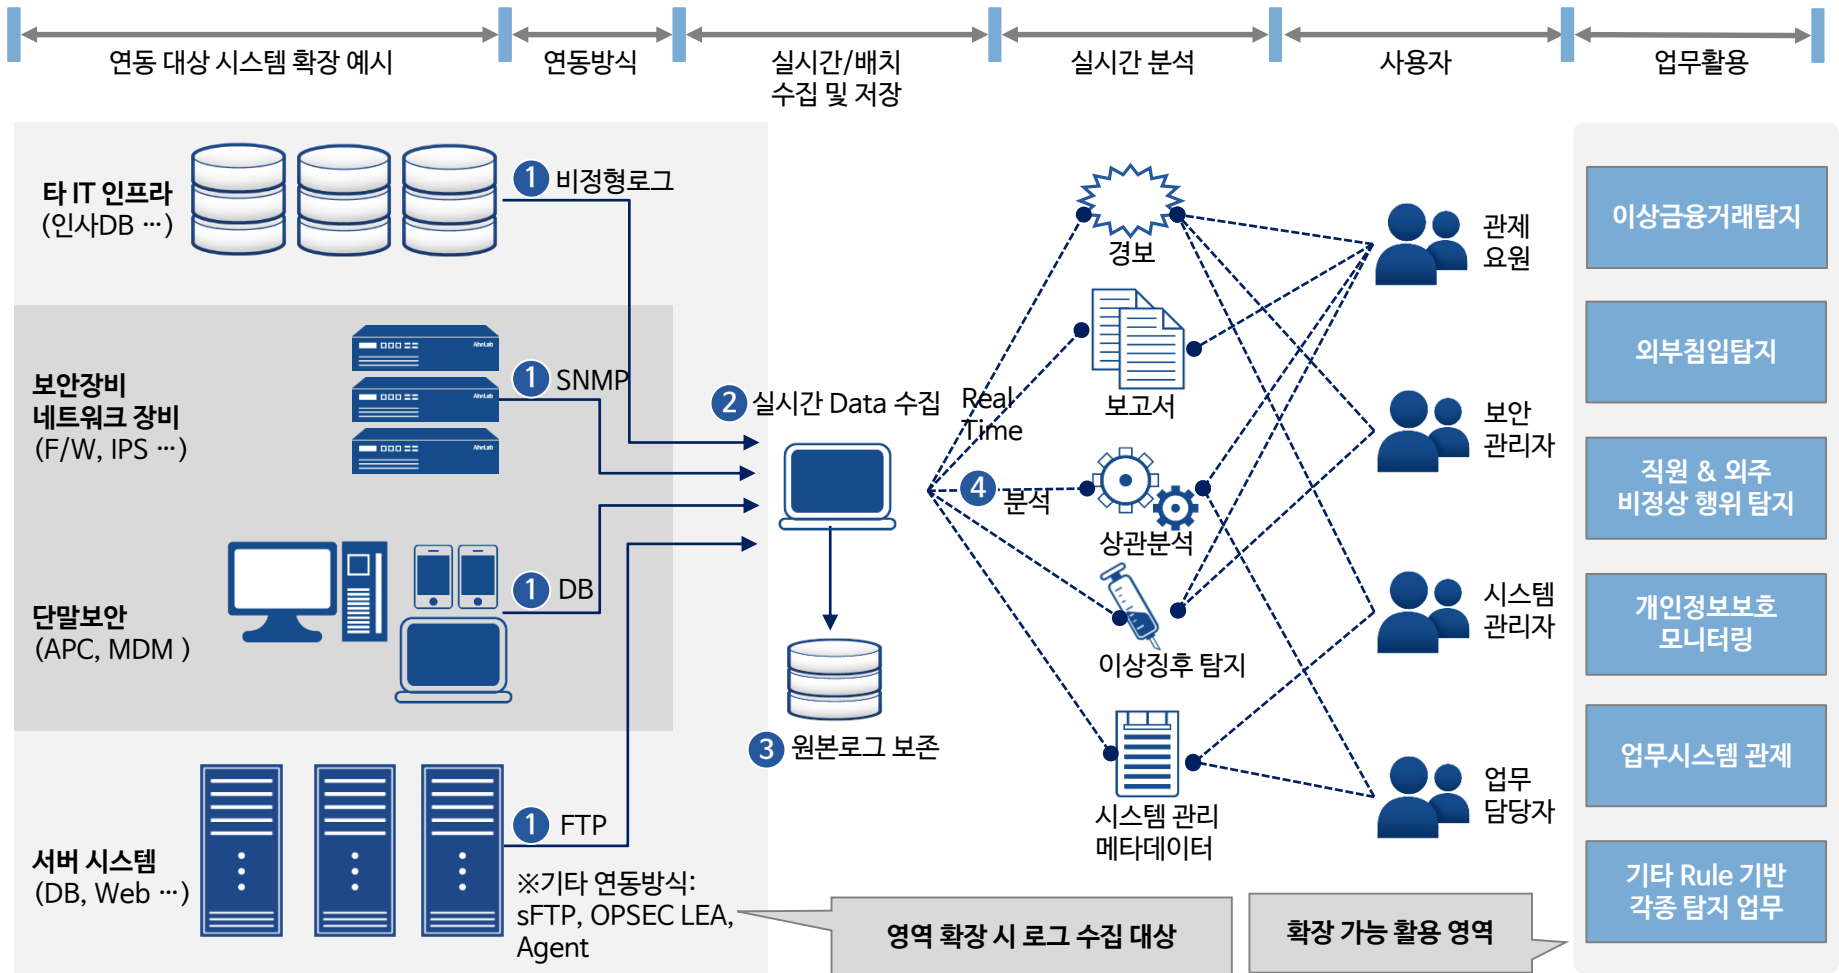 연동 대상 시스템 확장 예시
연동방식
실시간/배치
수집 및 저장
실시간 분석
사용자
업무활용
타 IT 인프라
(인사DB ···)
1 비정형로그
보안장비
네트워크 장비
(F/W, IPS ···)
AhnLab
AhnLab
AhnLab
1 SNMP
단말보안
(APC, MDM )
1 DB
서버 시스템
(DB, Web ···)
1 FTP
※기타 연동방식:
sFTP, OPSEC LEA,
Agent
2 실시간 Data 수집
3 원본로그 보존
Real
Time
4 분석
경보
보고서
상관분석
이상징후 탐지
시스템 관리
메타데이터
관제
요원
보안
관리자
시스템
관리자
업무
담당자
이상금융거래탐지
외부침입탐지
직원 & 외주
비정상 행위 탐지
개인정보보호
모니터링
업무시스템 관제
기타 Rule 기반
각종 탐지 업무
영역 확장 시 로그 수집 대상
확장 가능 활용 영역